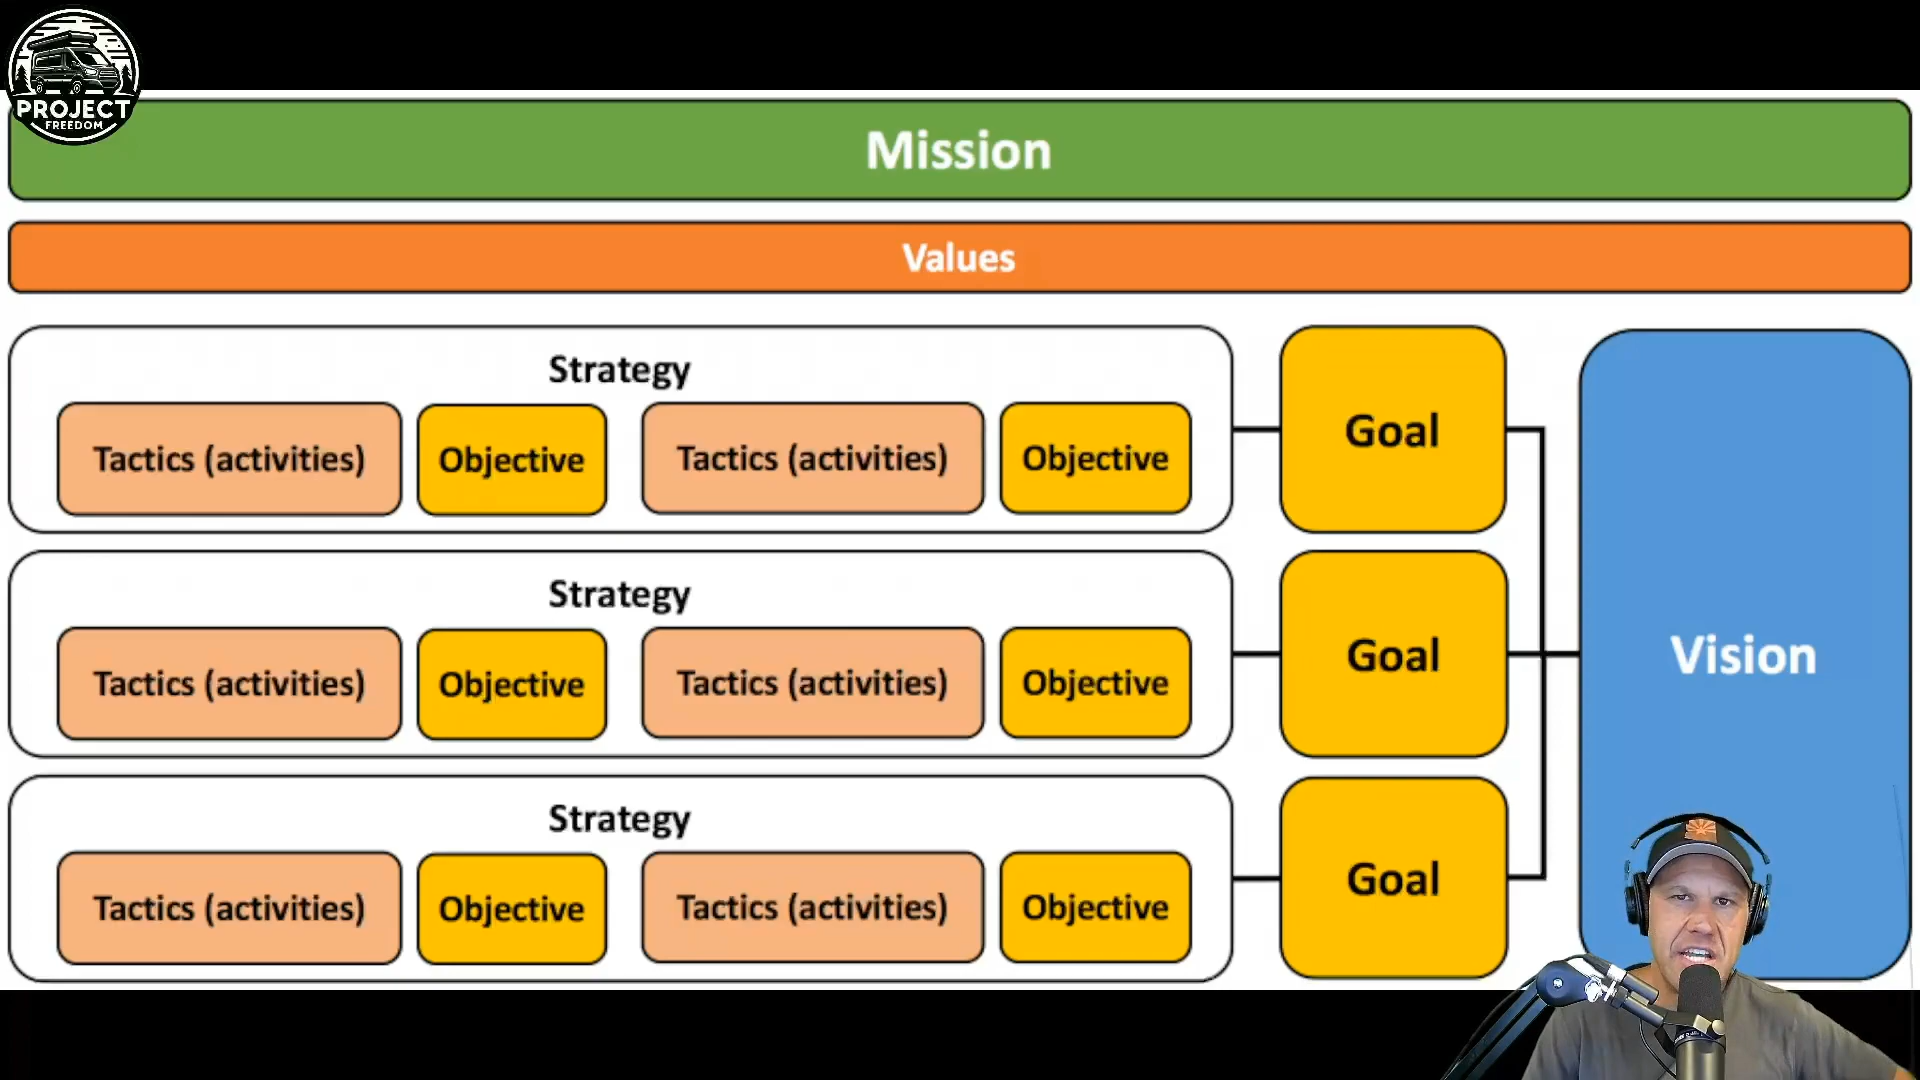 PROJECT
FREEDOM
Mission
Values
Strategy
Tactics (activities)
Objective
Tactics (activities)
Objective
Goal
Strategy
Tactics (activities)
Objective
Tactics (activities)
Objective
Goal
Vision
Strategy
Tactics (activities)
Objective
Tactics (activities)
Objective
Goal